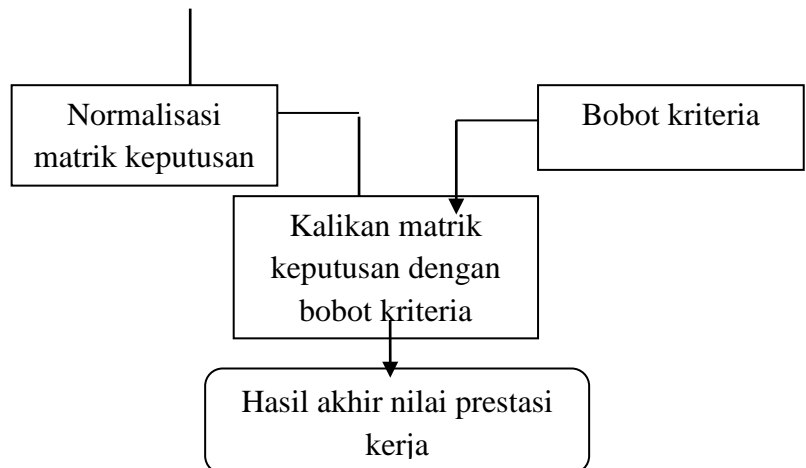 Normalisasi
matrik keputusan
Bobot kriteria
Kalikan matrik
keputusan dengan
bobot kriteria
Hasil akhir nilai prestasi
kerja